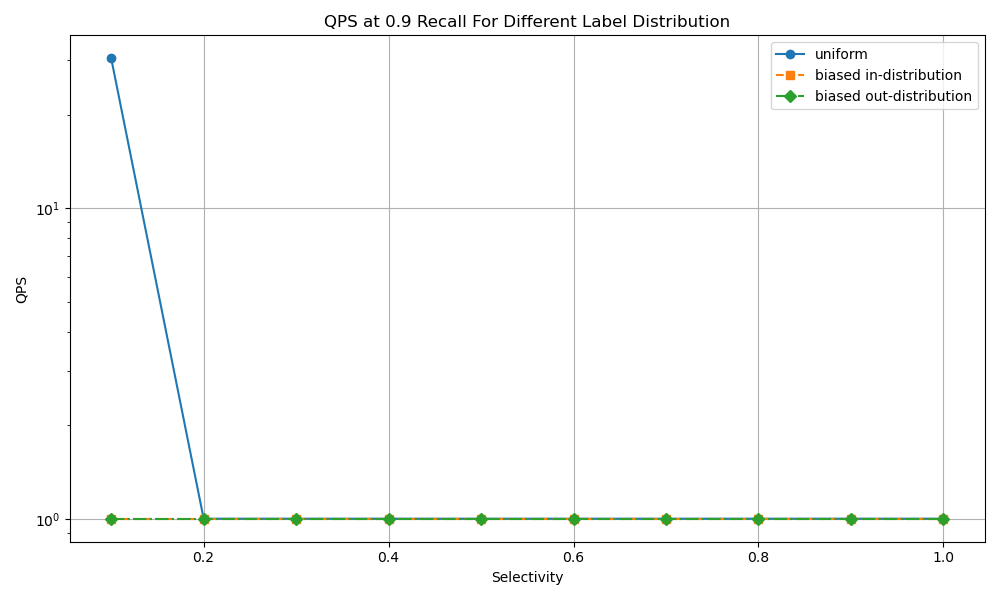 QPS at 0.9 Recall For Different Label Distribution
uniform
biased in-distribution
biased out-distribution
QPS
10¹
10⁰
0.2
0.4
0.6
0.8
1.0
Selectivity